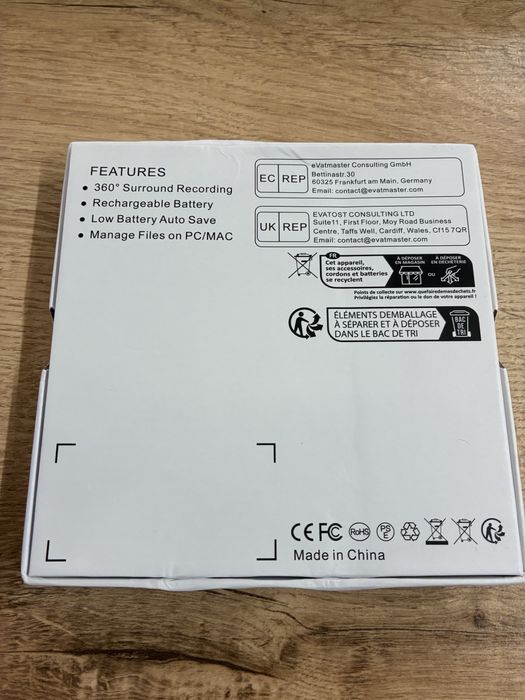 FEATURES
• 360° Surround Recording
• Rechargeable Battery
• Low Battery Auto Save
• Manage Files on PC/MAC
EC REP
eVatmaster Consulting GmbH
Bettinastr.30
60325 Frankfurt am Main, Germany
Email: contact@evatmaster.com
UK REP
EVATOST CONSULTING LTD
Suite11, First Floor, Moy Road Business
Centre, Taffs Well, Cardiff, Wales, Cf15 7QR
Email: contact@evatmaster.com
FR
Cet appareil,
ses accessoires,
cordons et batteries
se recyclent
À DÉPOSER
EN MAGASIN
OU
À DÉPOSER
EN DÉCHÈTERIE
Points de collecte sur www.quefairedemesdechets.fr
Privilégiez la réparation ou le don de votre appareil !
ÉLÉMENTS DEMBALLAGE
À SÉPARER ET À DÉPOSER
DANS LE BAC DE TRI
BAC
DE
TRI
CE FC RoHS PS E
Made in China